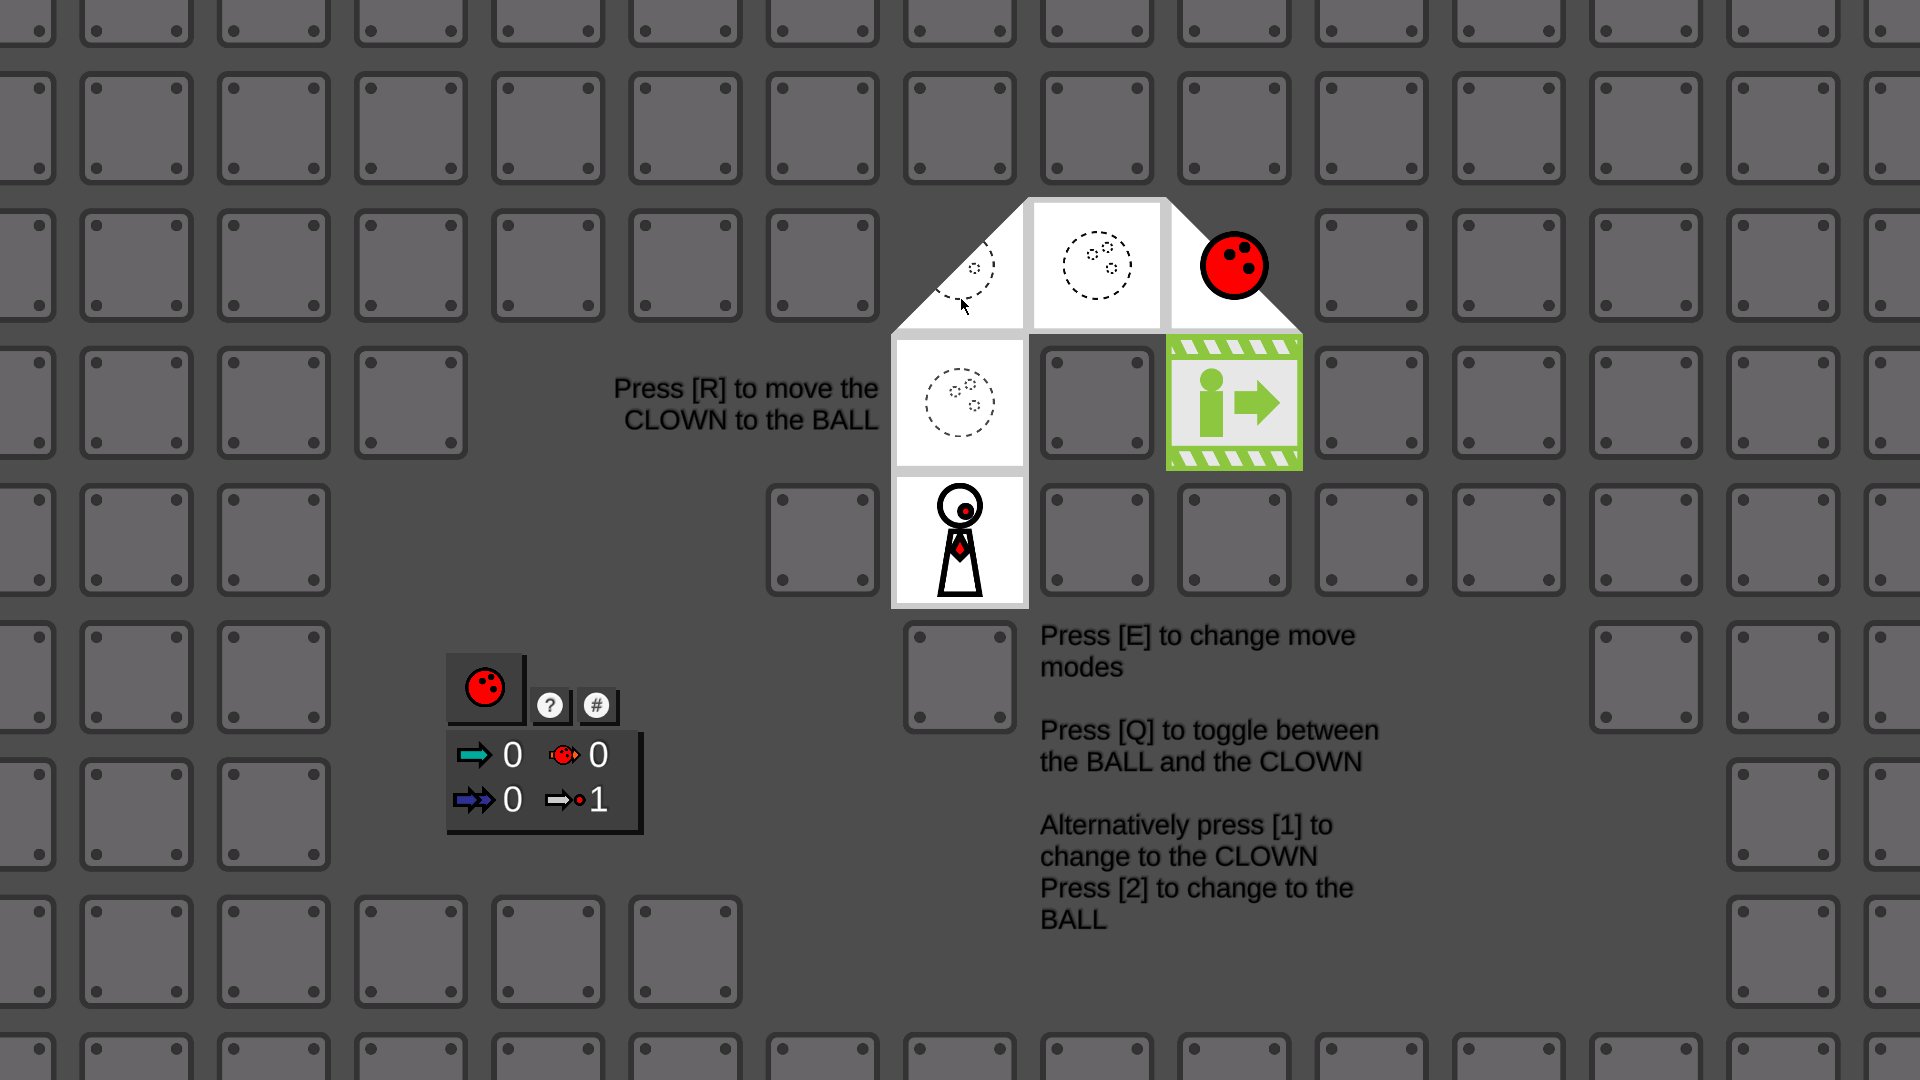 Press [R] to move the
CLOWN to the BALL
Press [E] to change move
modes
Press [Q] to toggle between
the BALL and the CLOWN
Alternatively press [1] to
change to the CLOWN
Press [2] to change to the
BALL
? #
0 0
0 1